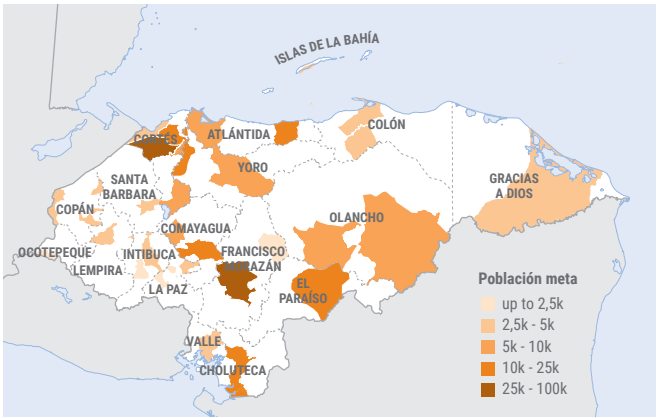 ISLAS DE LA BAHÍA
CORTÉS
ATLÁNTIDA
COLÓN
YORO
SANTA
BARBARA
GRACIAS
A DIOS
COPÁN
OLANCHO
COMAYAGUA
OCOTEPEQUE
INTIBUCA
FRANCISCO
MORAZÁN
LEMPIRA
LA PAZ
EL
PARAÍSO
VALLE
CHOLUTECA
Población meta
up to 2,5k
2,5k - 5k
5k - 10k
10k - 25k
25k - 100k